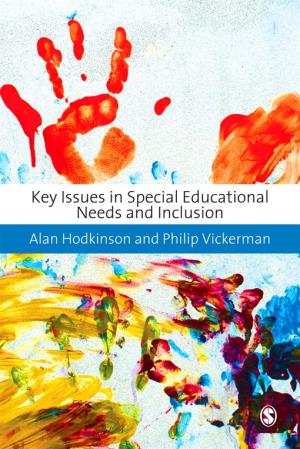 Key Issues in Special Educational
Needs and Inclusion
Alan Hodkinson and Philip Vickerman
S